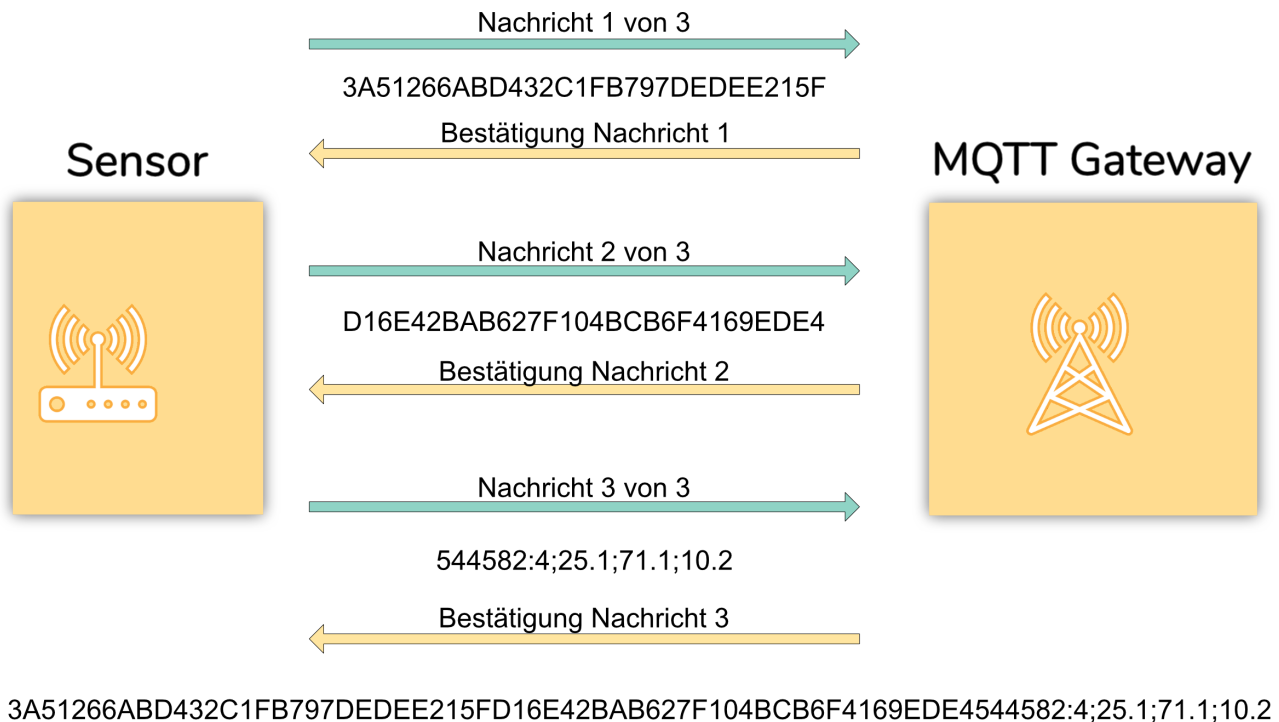 Nachricht 1 von 3
3A51266ABD432C1FB797DEDEE215F
Bestätigung Nachricht 1
Sensor
MQTT Gateway
Nachricht 2 von 3
D16E42BAB627F104BCB6F4169EDE4
Bestätigung Nachricht 2
Nachricht 3 von 3
544582:4;25.1;71.1;10.2
Bestätigung Nachricht 3
3A51266ABD432C1FB797DEDEE215FD16E42BAB627F104BCB6F4169EDE4544582:4;25.1;71.1;10.2